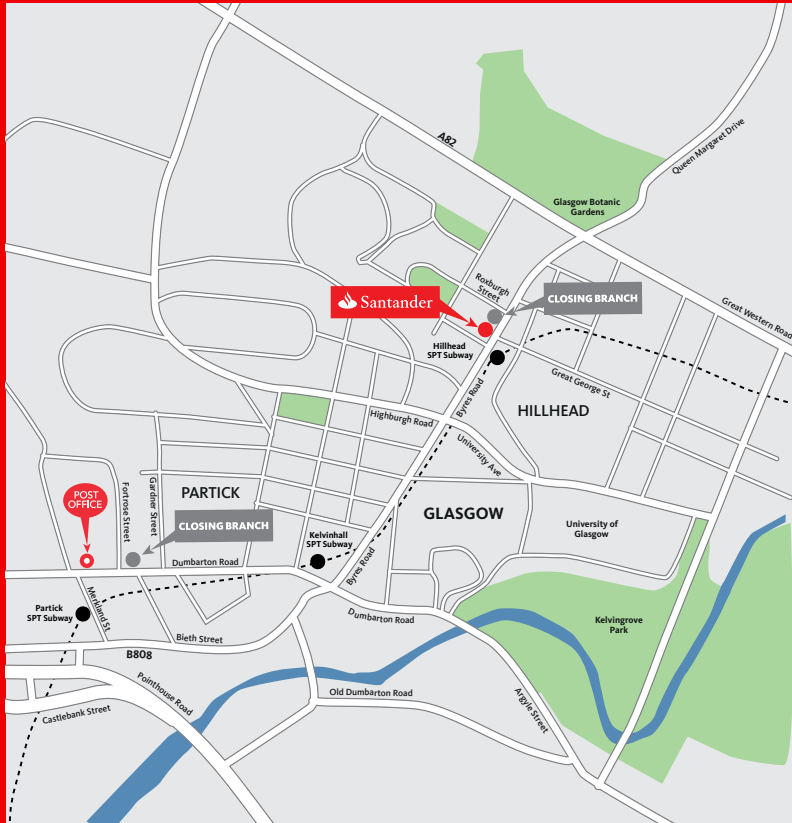 A82
Queen Margaret Drive
Glasgow Botanic
Gardens
Roxburgh
Street
CLOSING BRANCH
Santander
Great Western Road
Hillhead
SPT Subway
Great George St
Byres Road
HILLHEAD
Highburgh Road
University Ave
POST
OFFICE
Fortrose Street
Gardner Street
PARTICK
CLOSING BRANCH
GLASGOW
University of
Glasgow
Kelvinhall
SPT Subway
Dumbarton Road
Byres Road
Merkland St
Partick
SPT Subway
Dumbarton Road
Kelvingrove
Park
Bieth Street
B808
Pointhouse Road
Old Dumbarton Road
Argyle Street
Castlebank Street